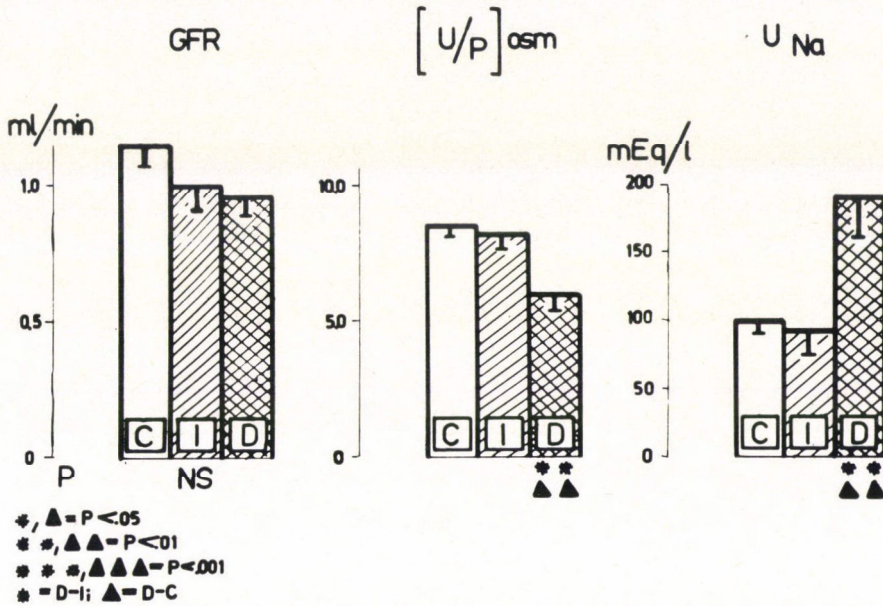 GFR
[U/P] osm
U Na
ml/min
1,0
0,5
0
10,0
5,0
0
mEq/l
200
150
100
50
0
C I D
C I D
C I D
P NS
* * ▲ ▲
* * ▲ ▲
*, ▲ = P <.05
* *, ▲ ▲ = P <.01
* * *, ▲ ▲ ▲ = P <.001
* = D-I; ▲ = D-C